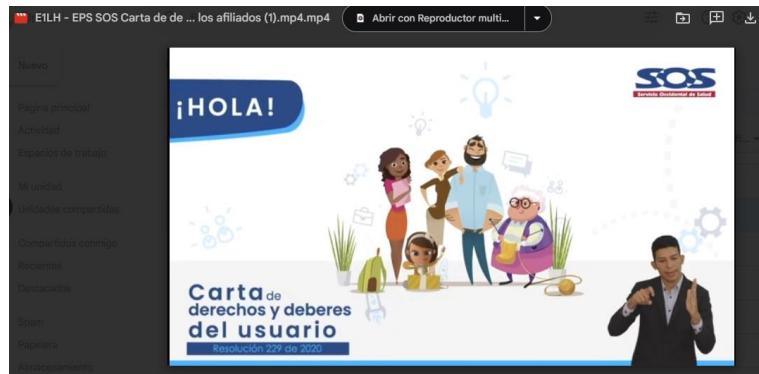 E1LH - EPS SOS Carta de de ... los afiliados (1).mp4.mp4
Abrir con Reproductor multi...
Nuevo
Página principal
Actividad
Espacios de trabajo
Mi unidad
Unidades compartidas
Compartidos conmigo
Recientes
Destacados
Spam
Papelera
Almacenamiento
¡HOLA!
SOS
Servicio Occidental de Salud
Carta de
derechos y deberes
del usuario
Resolución 229 de 2020